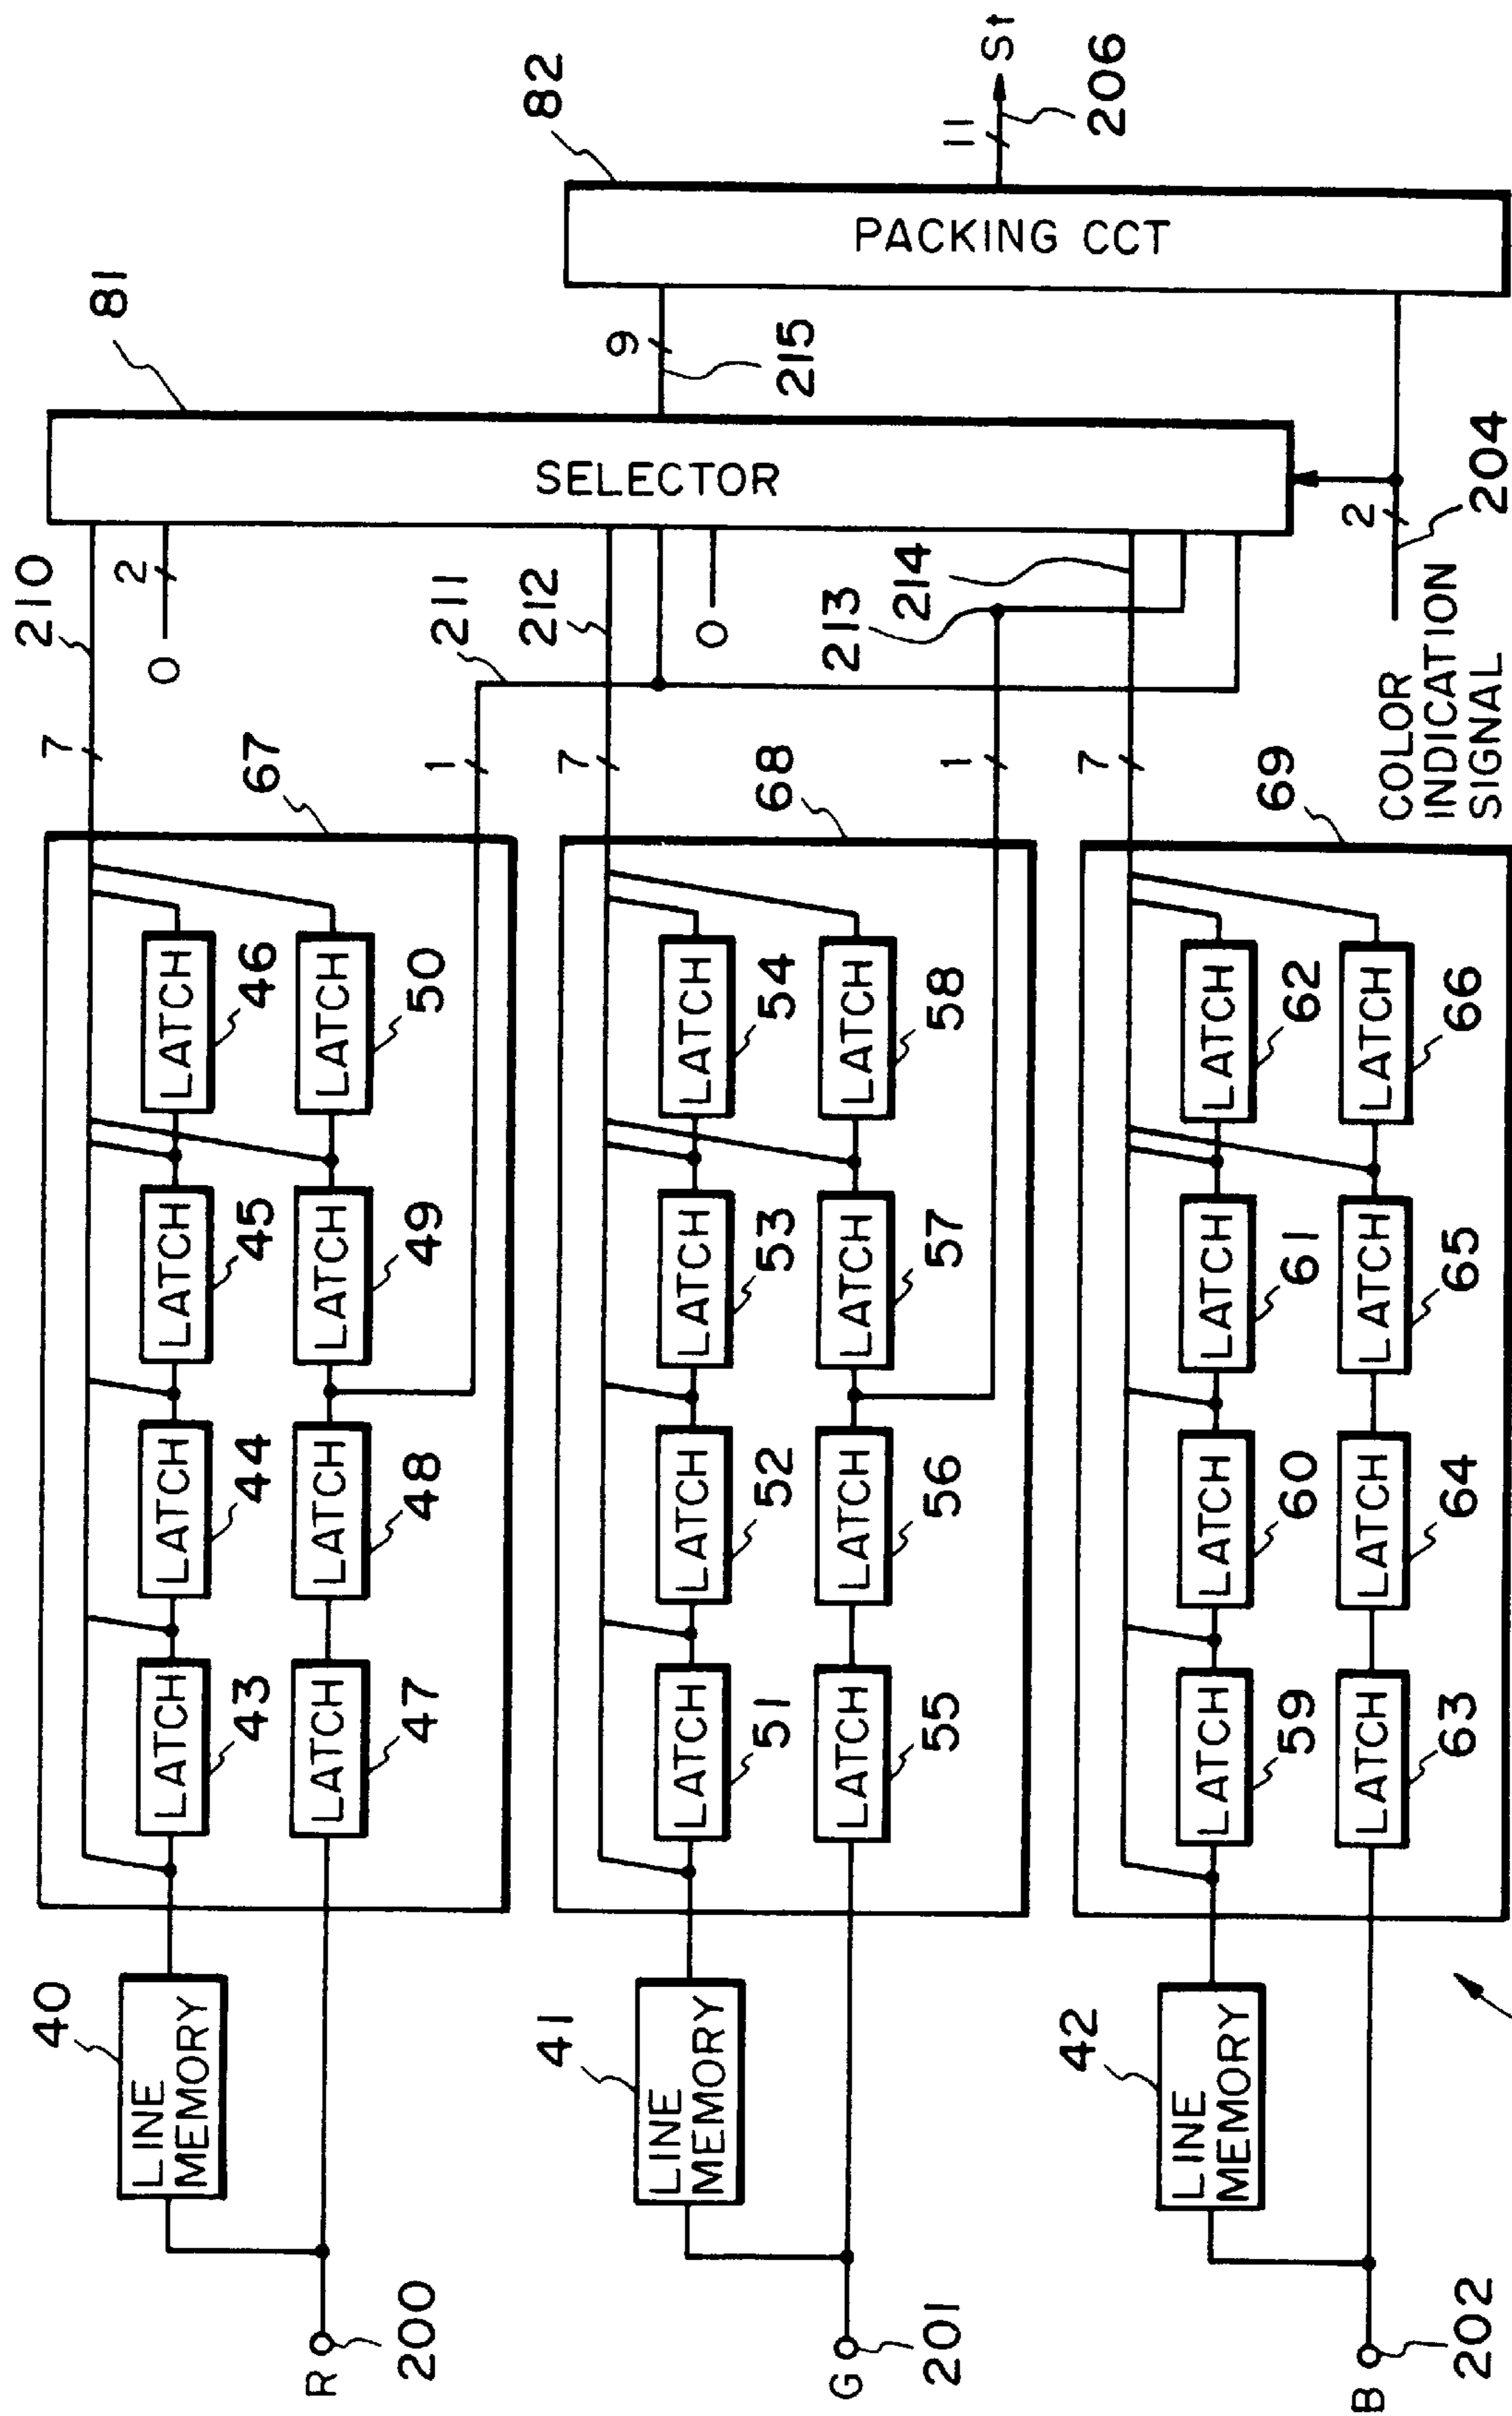 R
200
LINE
MEMORY
40
LATCH
43
LATCH
44
LATCH
45
LATCH
46
LATCH
47
LATCH
48
LATCH
49
LATCH
50
67
7
210
2
0
1
211
G
201
LINE
MEMORY
41
LATCH
51
LATCH
52
LATCH
53
LATCH
54
LATCH
55
LATCH
56
LATCH
57
LATCH
58
68
7
212
0
1
213
B
202
LINE
MEMORY
42
LATCH
59
LATCH
60
LATCH
61
LATCH
62
LATCH
63
LATCH
64
LATCH
65
LATCH
66
69
7
214
SELECTOR
81
9
215
COLOR
INDICATION
SIGNAL
2
204
PACKING CCT
82
11
St
206